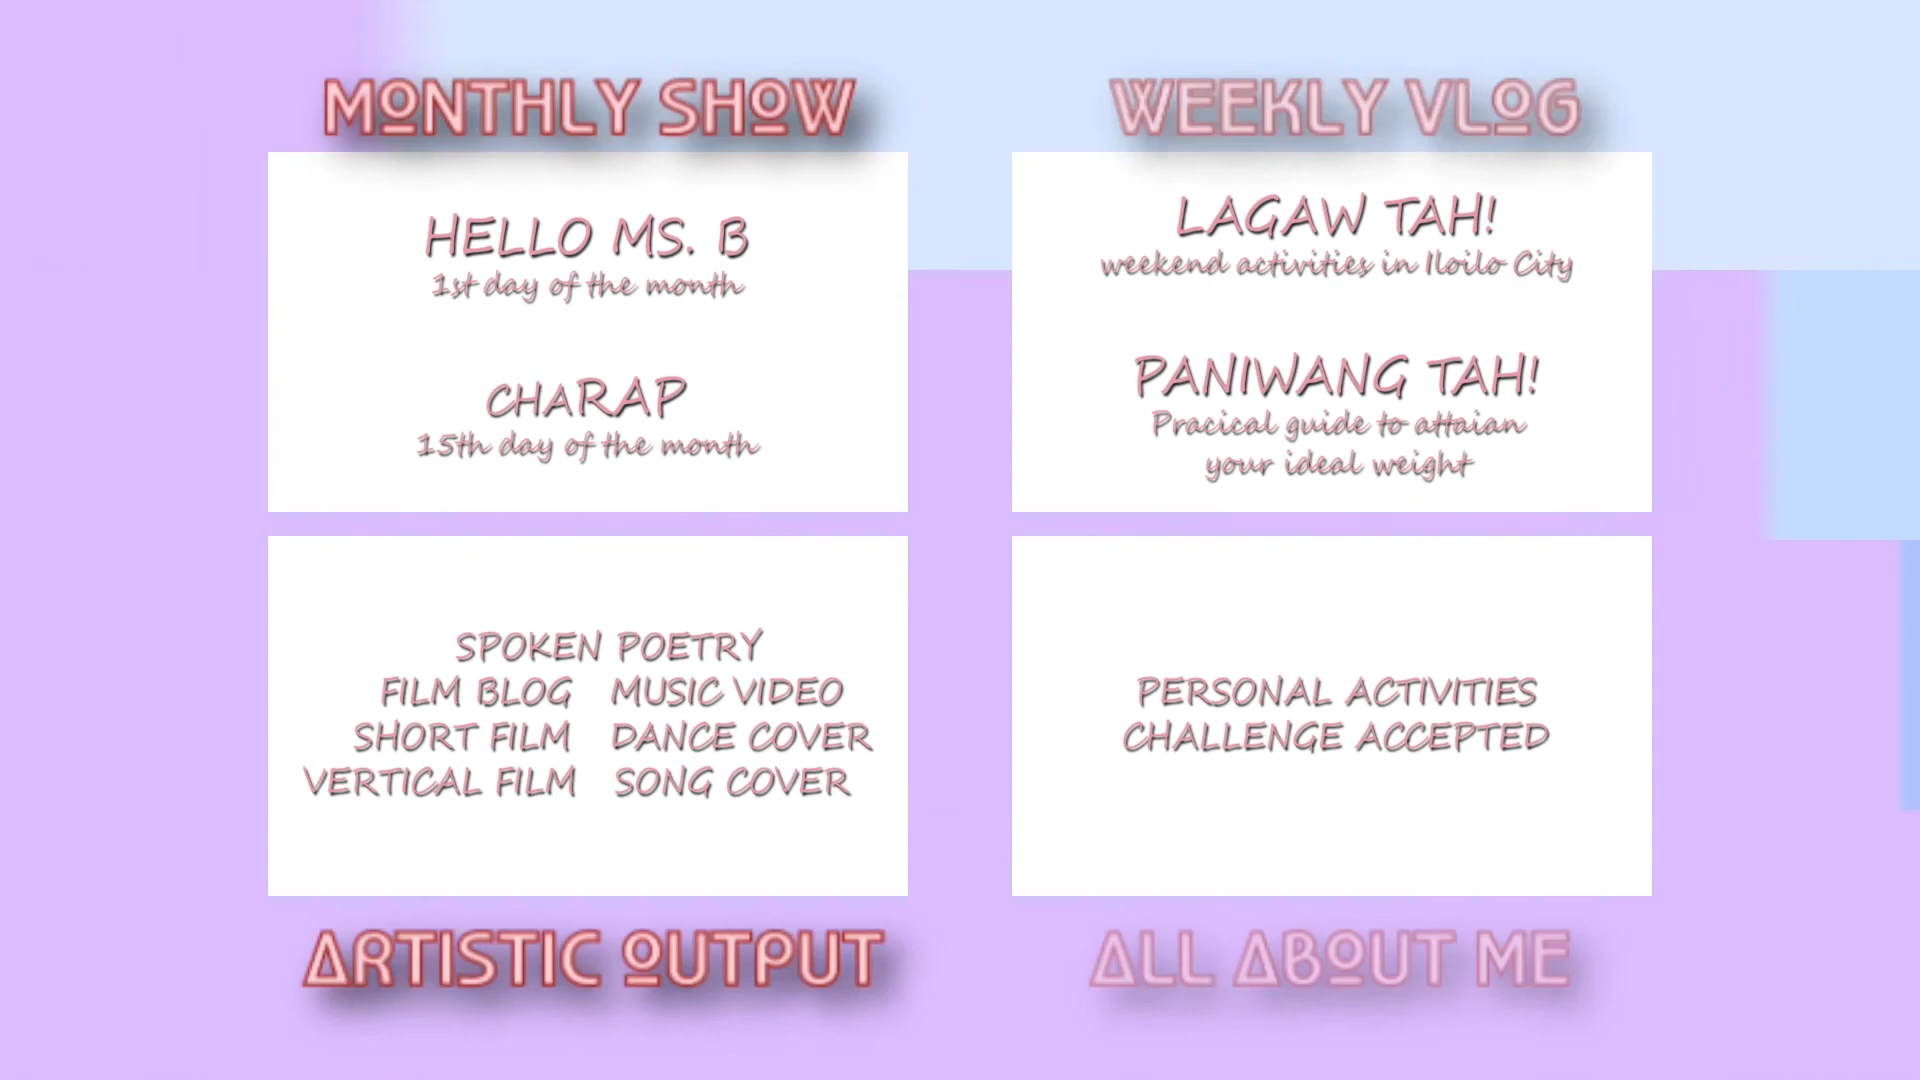 MONTHLY SHOW
HELLO MS. B
1st day of the month
CHARAP
15th day of the month
WEEKLY VLOG
LAGAW TAH!
weekend activities in Iloilo City
PANIWANG TAH!
Pracical guide to attaian
your ideal weight
SPOKEN POETRY
FILM BLOG MUSIC VIDEO
SHORT FILM DANCE COVER
VERTICAL FILM SONG COVER
ARTISTIC OUTPUT
PERSONAL ACTIVITIES
CHALLENGE ACCEPTED
ALL ABOUT ME